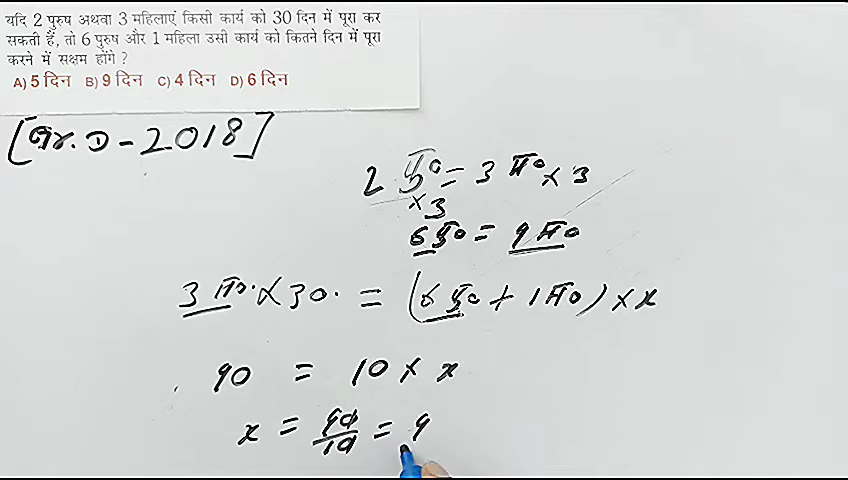 यदि 2 पुरुष अथवा 3 महिलाएं किसी कार्य को 30 दिन में पूरा कर
सकती हैं, तो 6 पुरुष और 1 महिला उसी कार्य को कितने दिन में पूरा
करने में सक्षम होंगे ?
A) 5 दिन B) 9 दिन C) 4 दिन D) 6 दिन
[Gr. D - 2018]
2 पु० = 3 म० × 3
× 3
6 पु० = 9 म०
3 म० × 30 = (6 पु० + 1 म०) × x
90 = 10 × x
x = 90/10 = 9